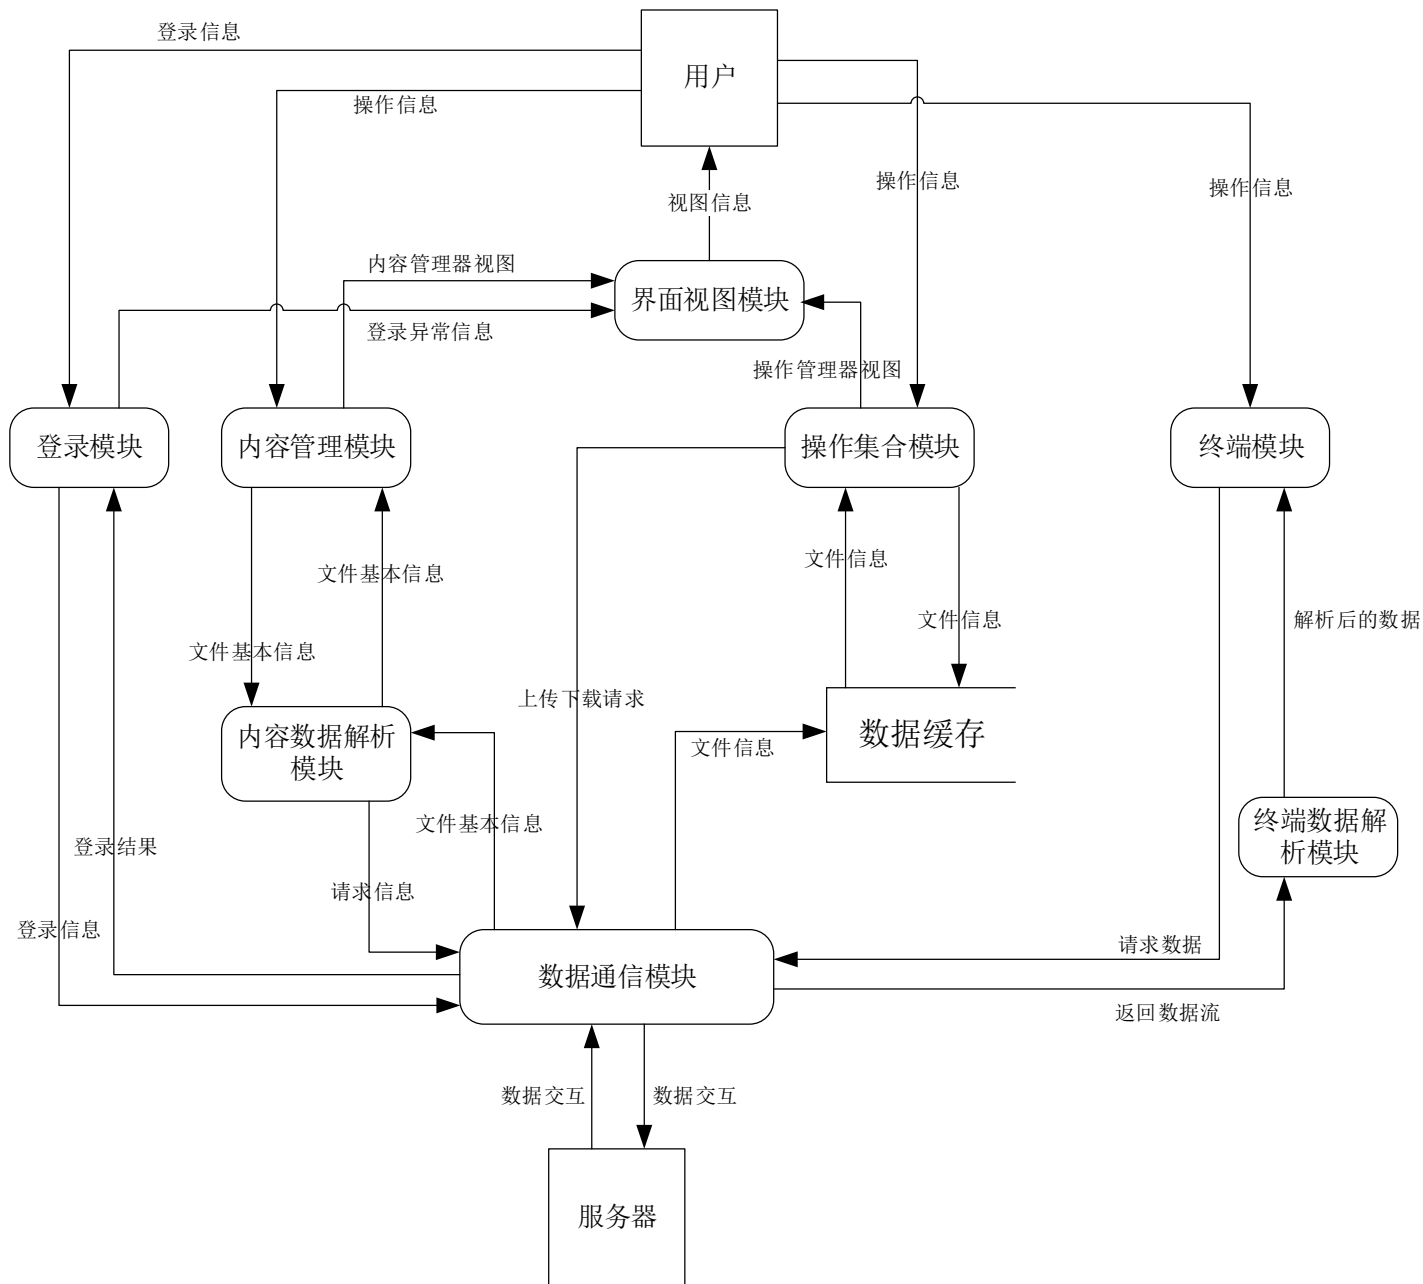 登录信息
用户
操作信息
操作信息
操作信息
视图信息
内容管理器视图
界面视图模块
登录异常信息
操作管理器视图
登录模块
内容管理模块
操作集合模块
终端模块
文件信息
文件基本信息
文件信息
解析后的数据
文件基本信息
上传下载请求
内容数据解析
模块
文件信息
数据缓存
文件基本信息
终端数据解
析模块
登录结果
请求信息
登录信息
请求数据
数据通信模块
返回数据流
数据交互
数据交互
服务器